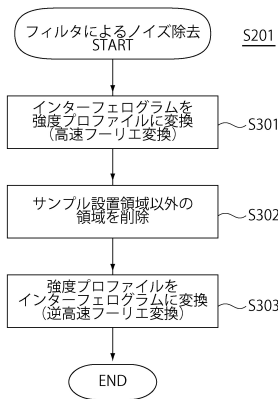 フィルタによるノイズ除去
START
S201
インターフェログラムを
強度プロファイルに変換
(高速フーリエ変換)
S301
サンプル設置領域以外の
領域を削除
S302
強度プロファイルを
インターフェログラムに変換
(逆高速フーリエ変換)
S303
END